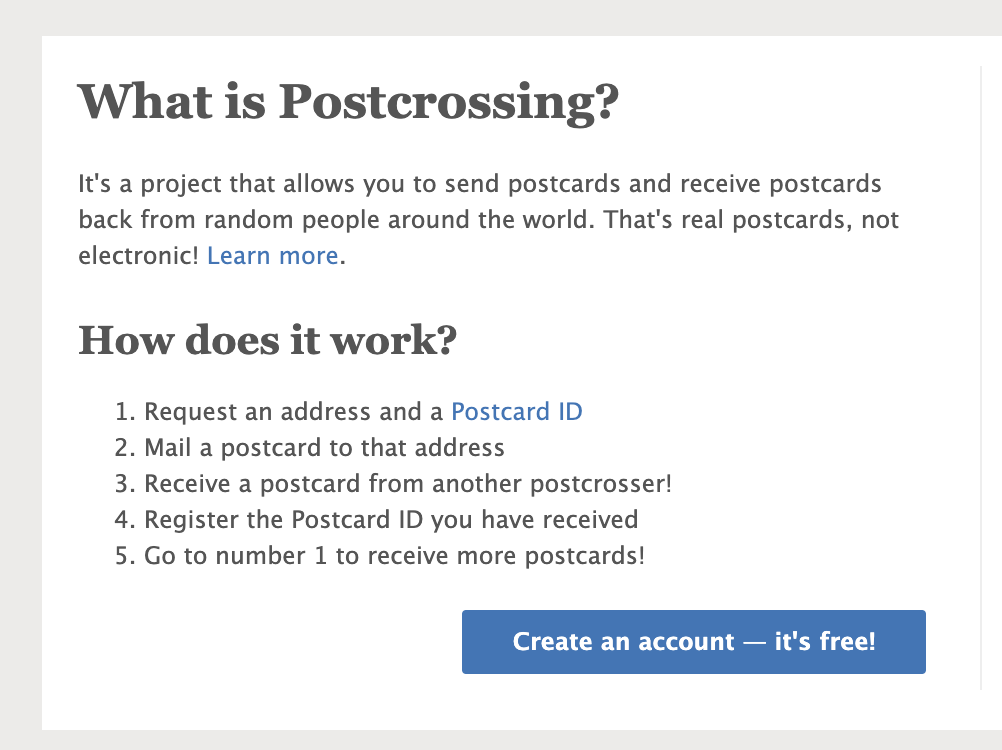 What is Postcrossing?
It's a project that allows you to send postcards and receive postcards
back from random people around the world. That's real postcards, not
electronic! Learn more.
How does it work?
1. Request an address and a Postcard ID
2. Mail a postcard to that address
3. Receive a postcard from another postcrosser!
4. Register the Postcard ID you have received
5. Go to number 1 to receive more postcards!
Create an account — it's free!